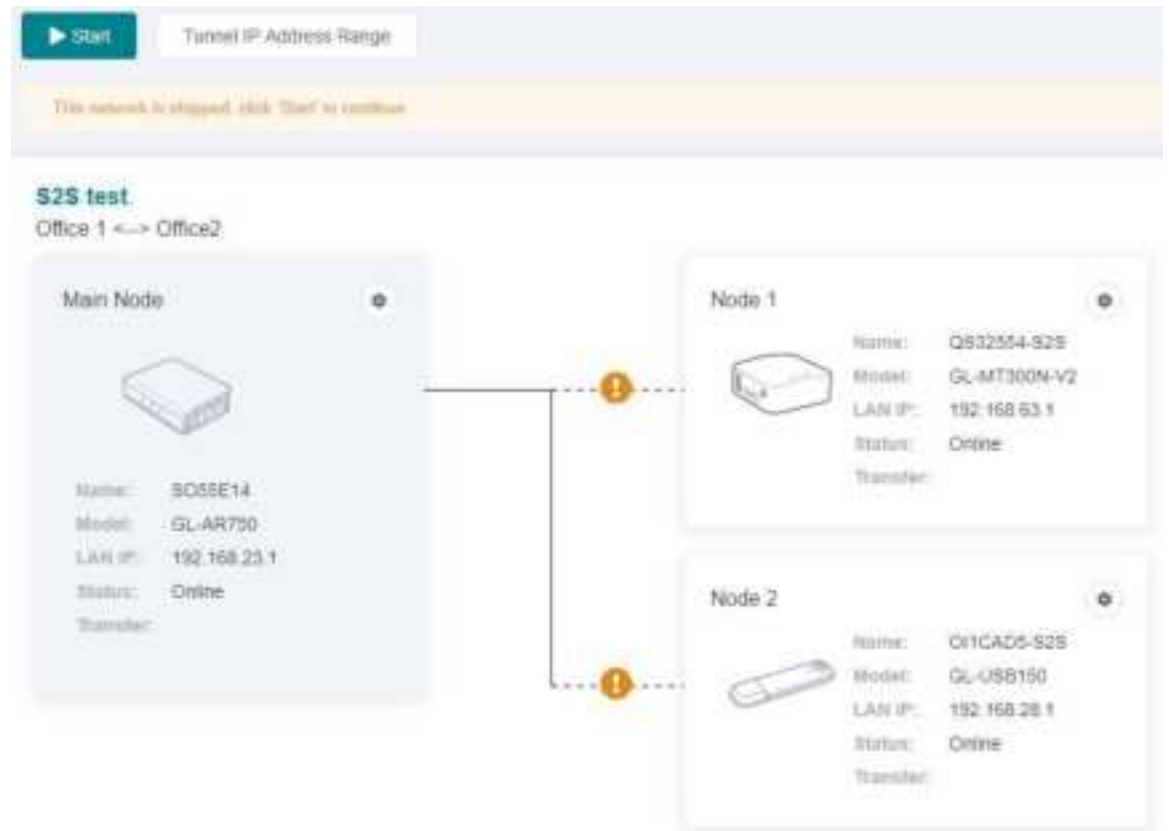 Start
Tunnel IP Address Range
This network is stopped, click 'Start' to continue.
S2S test
Office 1 <--> Office2
Main Node
Name: SO55E14
Model: GL-AR750
LAN IP: 192.168.23.1
Status: Online
Transfer:
Node 1
Name: QS32554-S2S
Model: GL-MT300N-V2
LAN IP: 192.168.63.1
Status: Online
Transfer:
Node 2
Name: OI1CAD5-S2S
Model: GL-USB150
LAN IP: 192.168.28.1
Status: Online
Transfer: